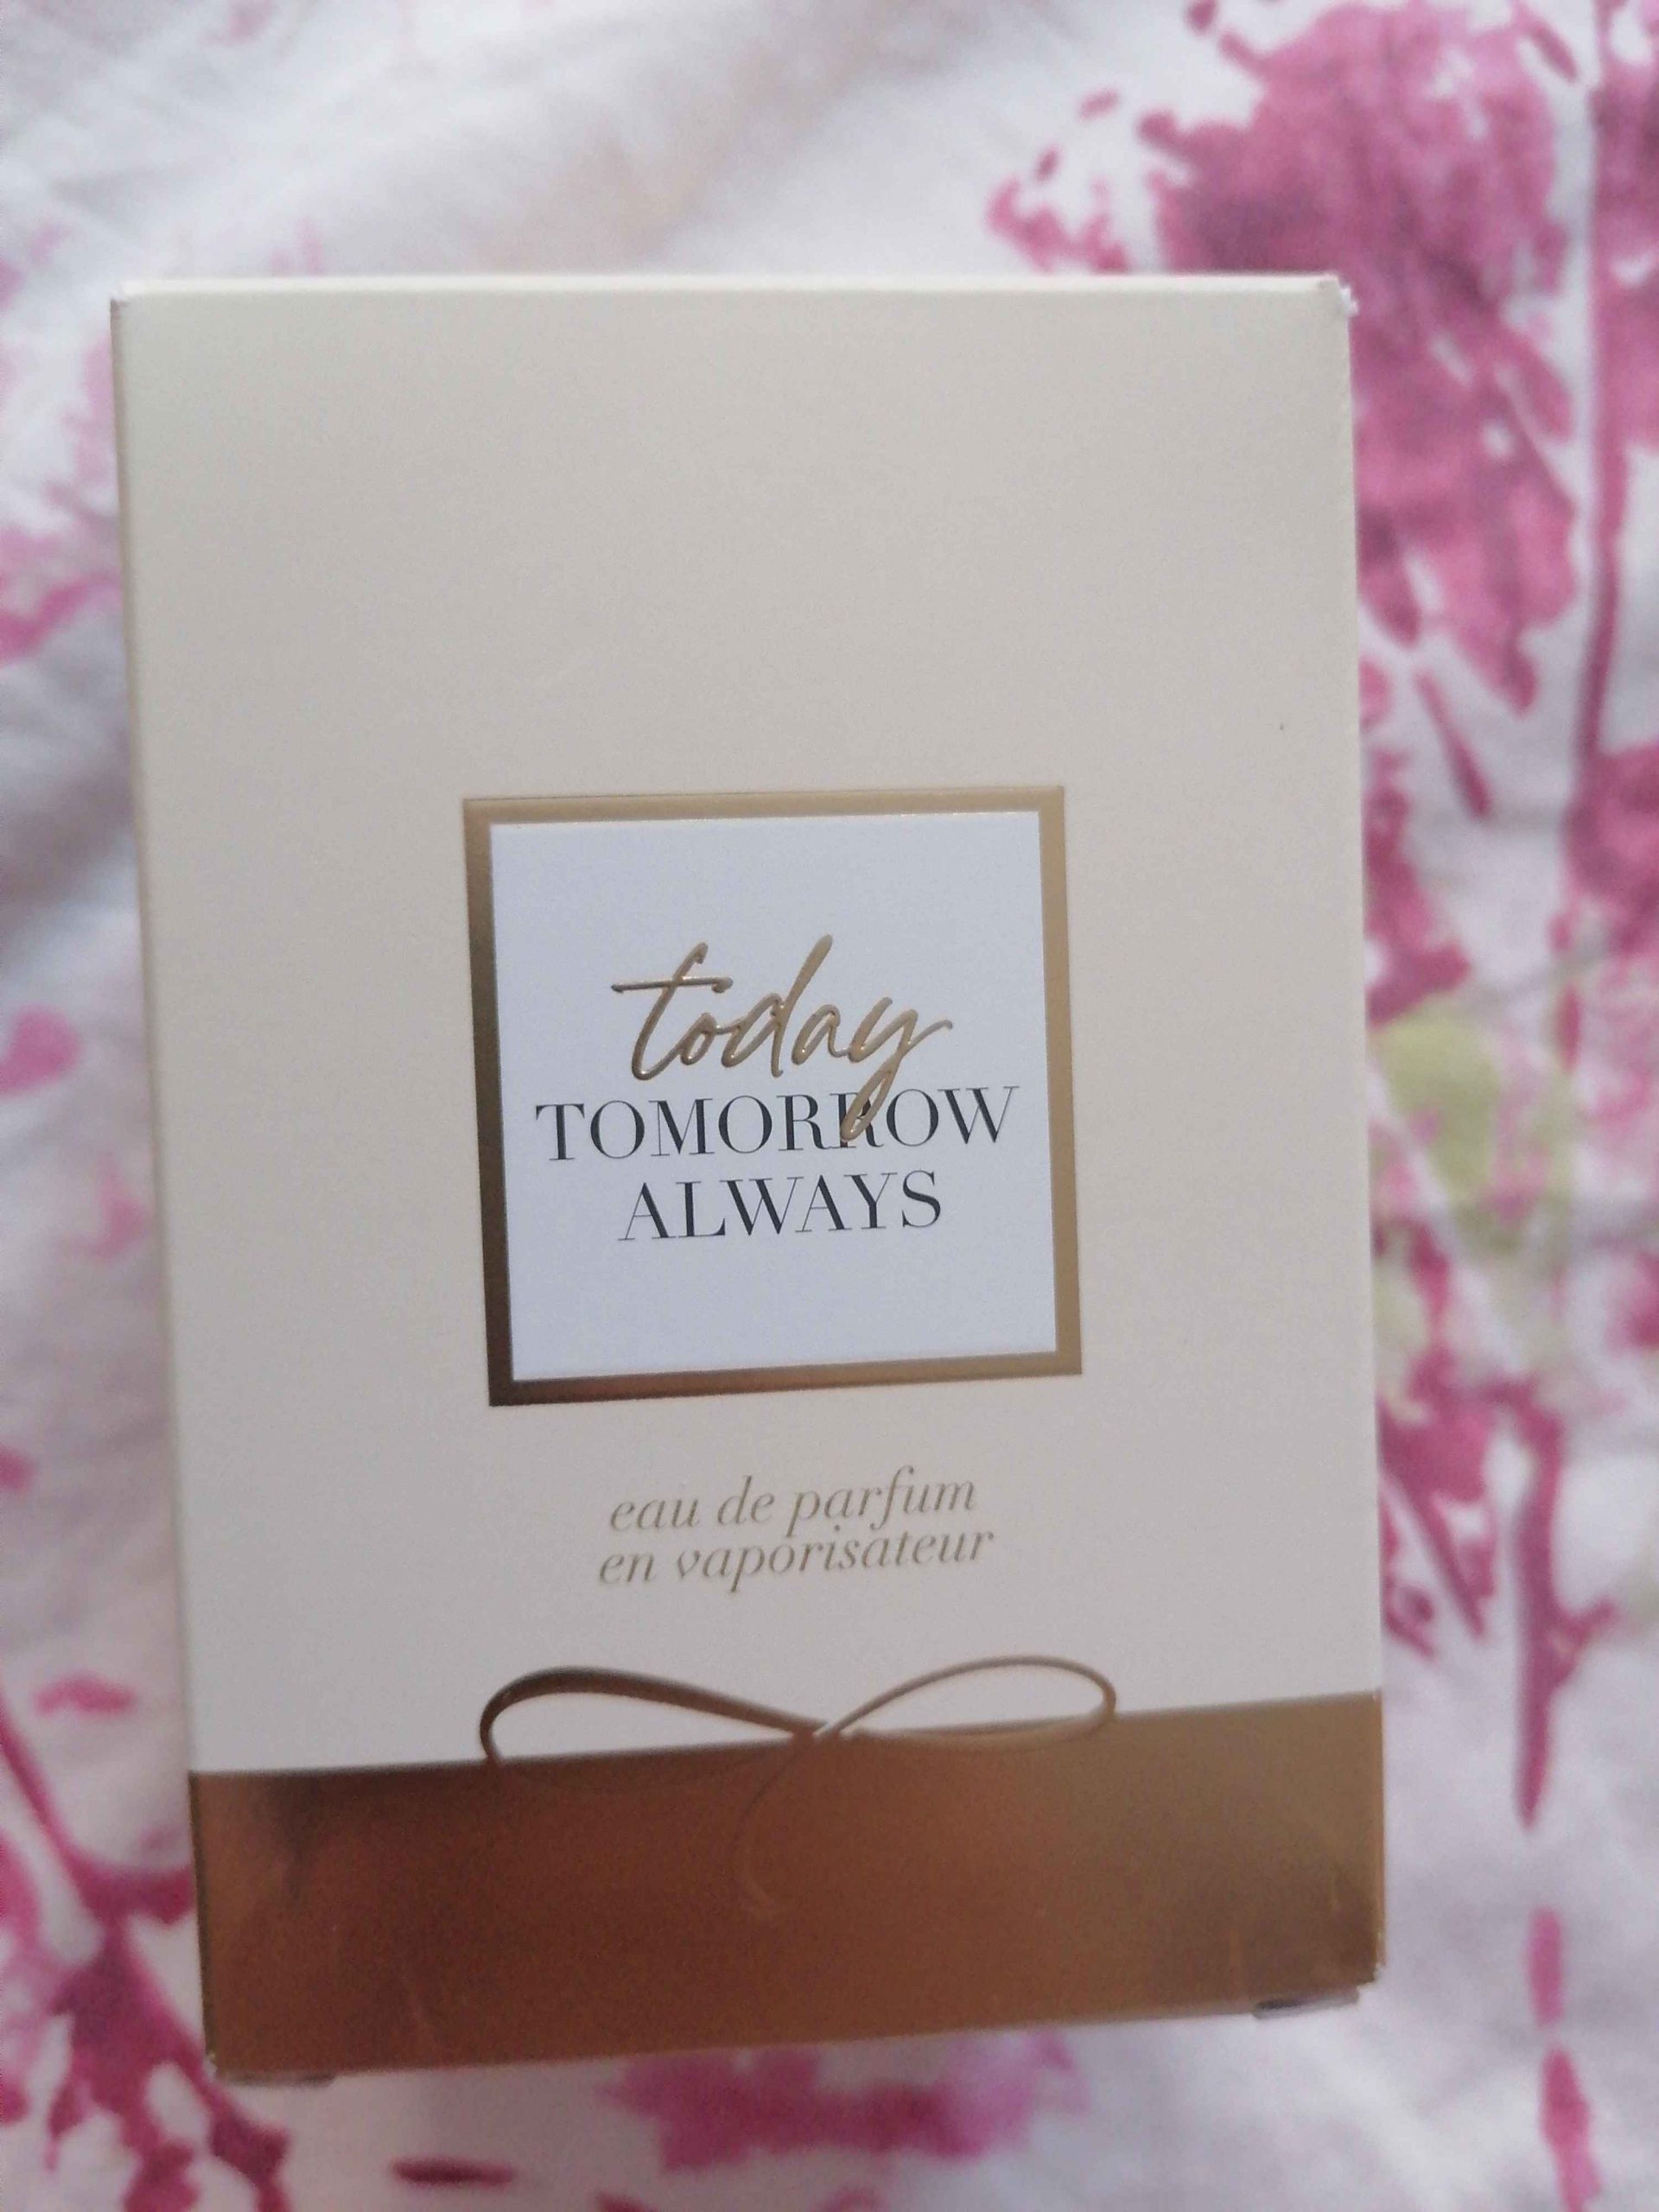 today
TOMORROW
ALWAYS
eau de parfum
en vaporisateur